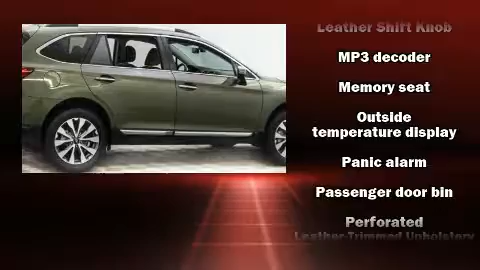 Leather Shift Knob
MP3 decoder
Memory seat
Outside
temperature display
Panic alarm
Passenger door bin
Perforated
Leather-Trimmed Upholstery